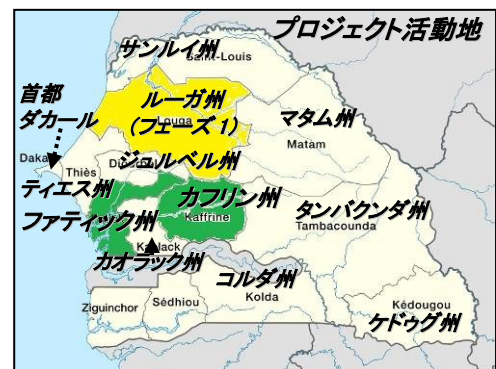 プロジェクト活動地
サンルイ州
Saint-Louis
首都
ダカール
ルーガ州
Louga
(フェーズ1)
マタム州
Matam
Dakar
Thiès
ジュルベル州
ティエス州
カフリン州
Kaffrine
ファティック州
タンバクンダ州
Tambacounda
カオラック州
コルダ州
Kolda
Ziguinchor
Sédhiou
Kédougou
ケドゥグ州